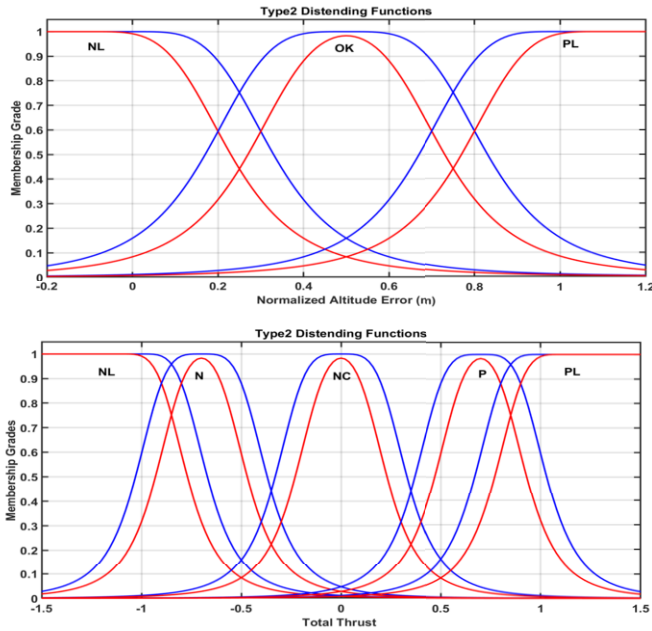 Type2 Distending Functions
Membership Grade
1
0.9
0.8
0.7
0.6
0.5
0.4
0.3
0.2
0.1
0
NL OK PL
-0.2 0 0.2 0.4 0.6 0.8 1 1.2
Normalized Altitude Error (m)
Type2 Distending Functions
Membership Grades
1
0.9
0.8
0.7
0.6
0.5
0.4
0.3
0.2
0.1
0
NL N NC P PL
-1.5 -1 -0.5 0 0.5 1 1.5
Total Thrust